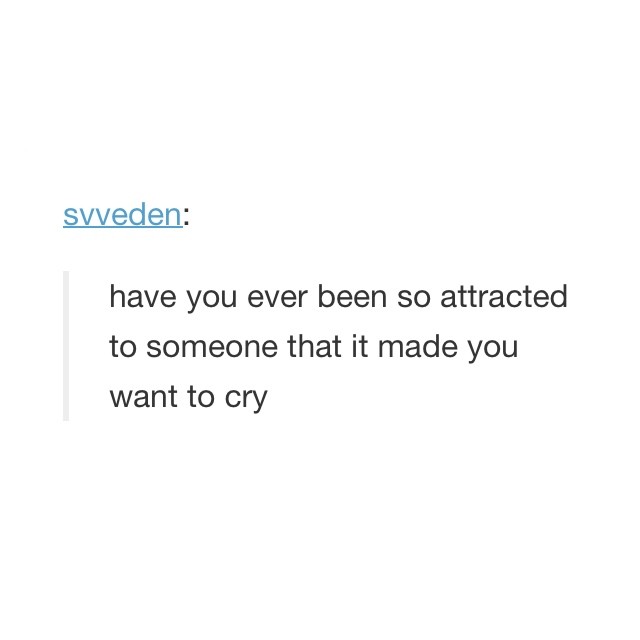 svveden:
have you ever been so attracted
to someone that it made you
want to cry